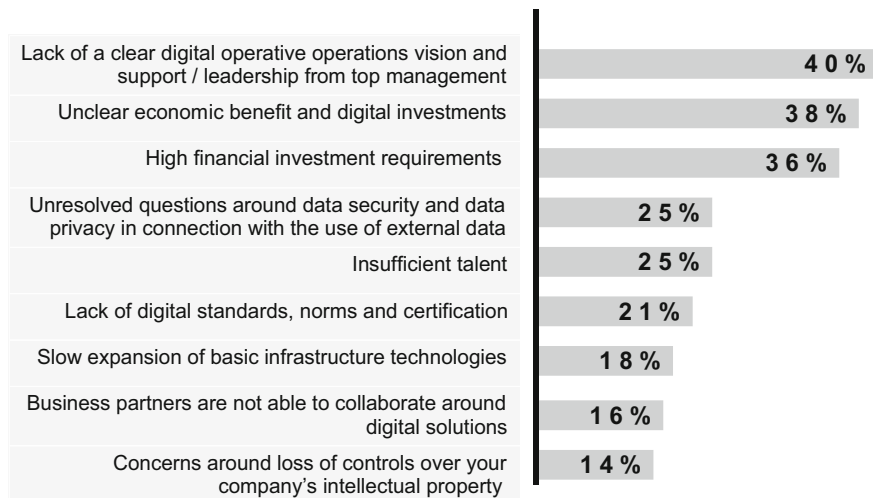 Lack of a clear digital operative operations vision and
support / leadership from top management
40%
Unclear economic benefit and digital investments
38%
High financial investment requirements
36%
Unresolved questions around data security and data
privacy in connection with the use of external data
25%
Insufficient talent
25%
Lack of digital standards, norms and certification
21%
Slow expansion of basic infrastructure technologies
18%
Business partners are not able to collaborate around
digital solutions
16%
Concerns around loss of controls over your
company’s intellectual property
14%